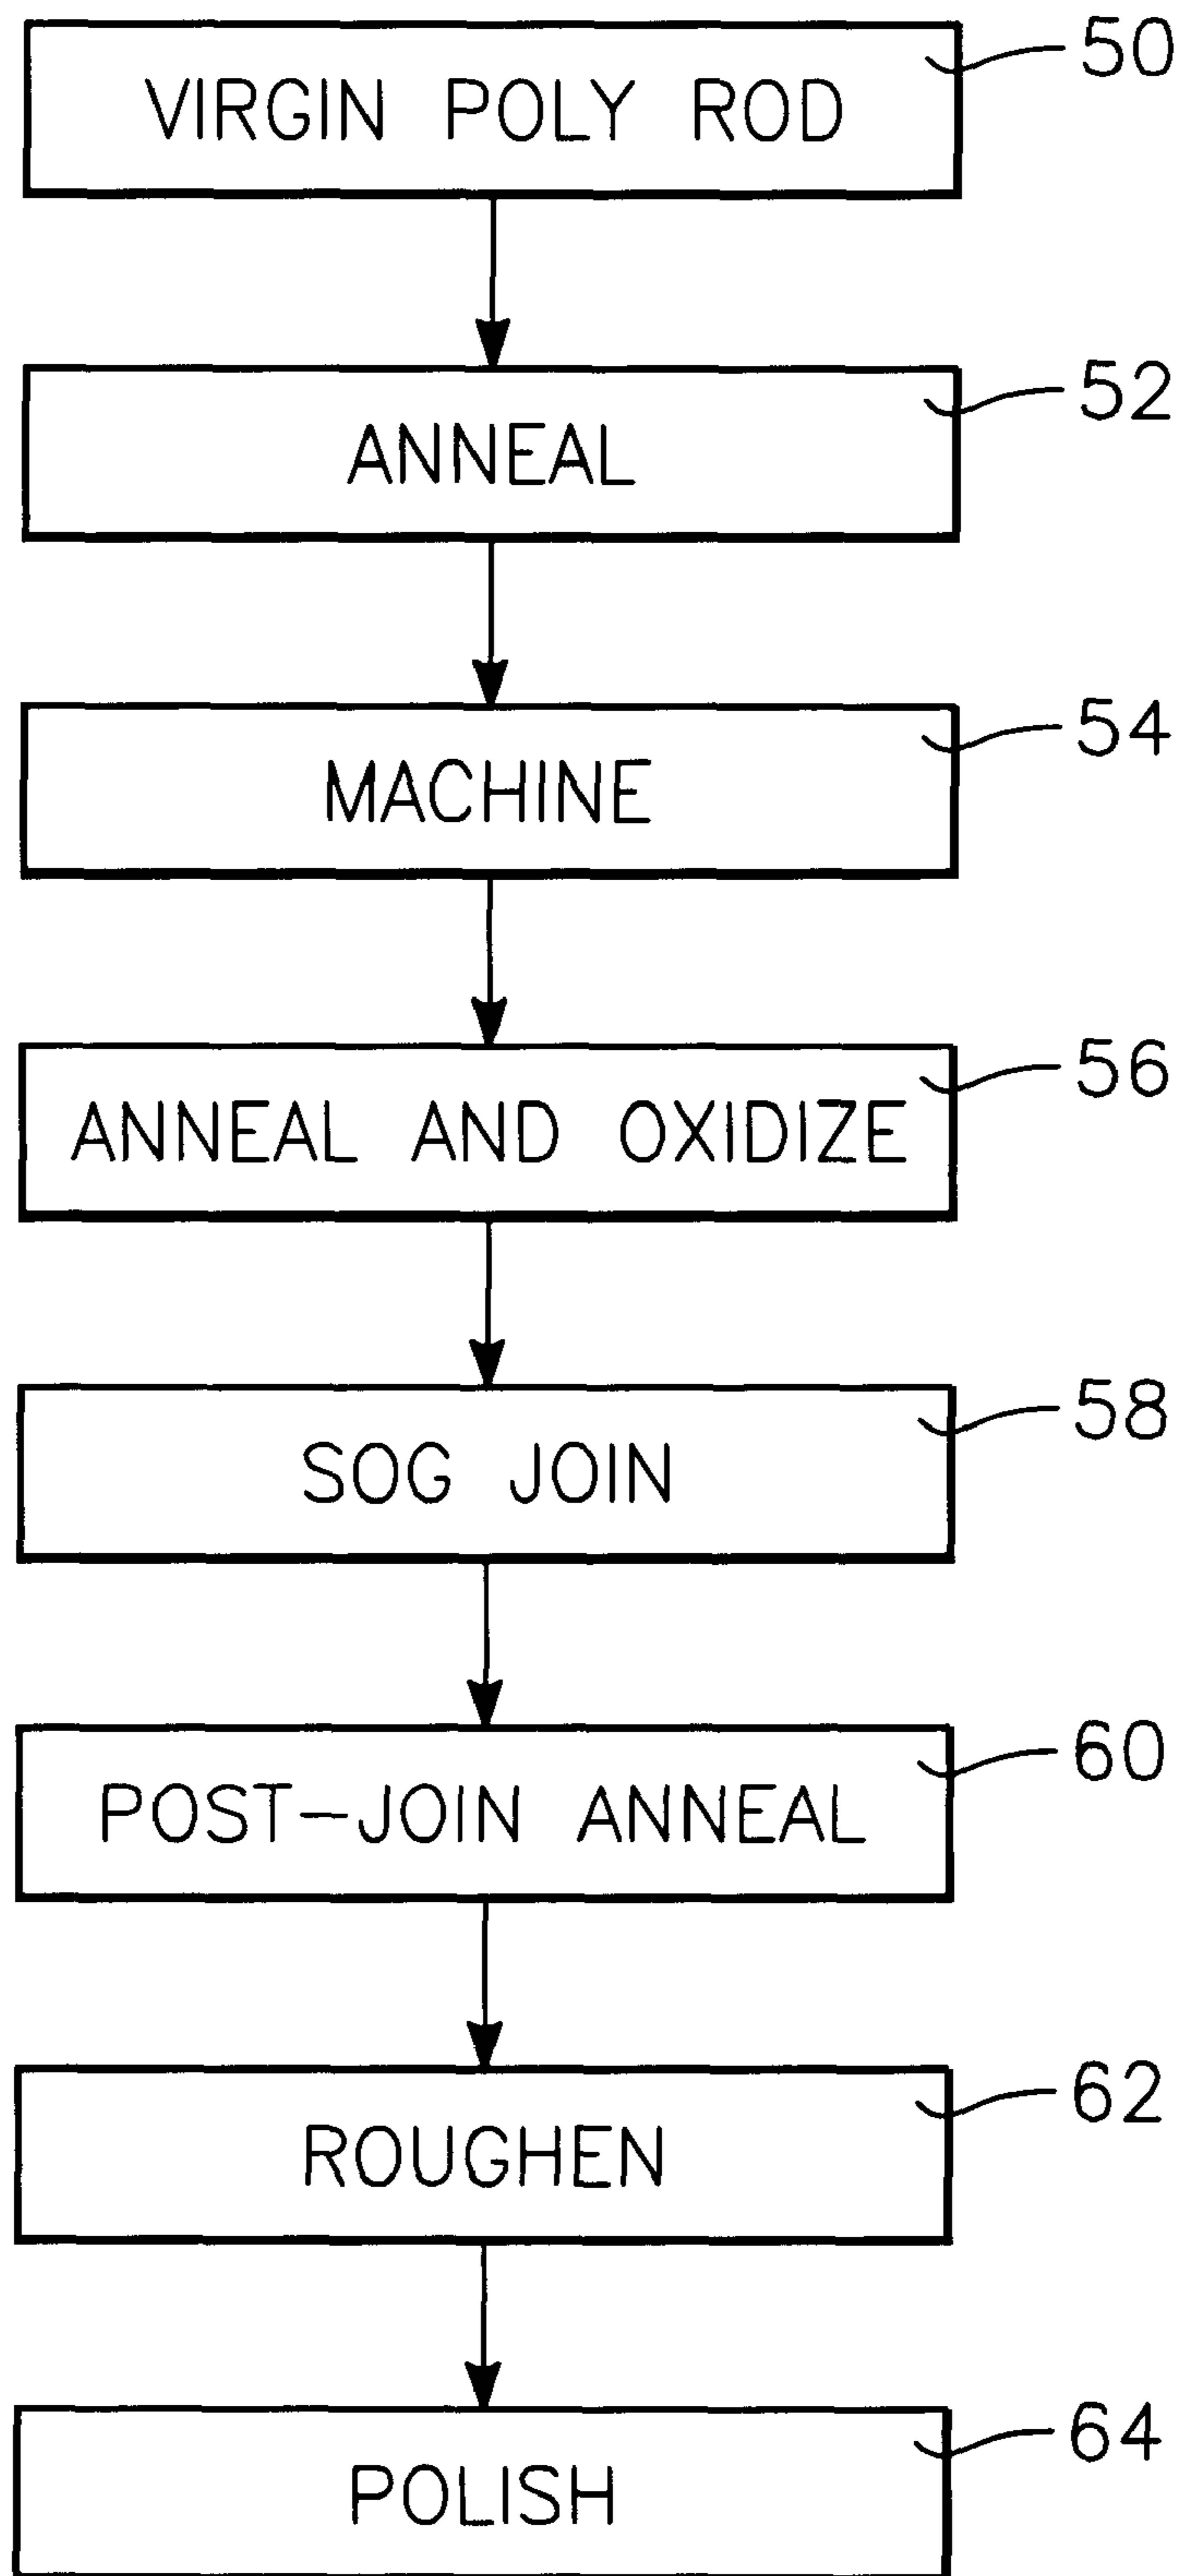 VIRGIN POLY ROD 50
ANNEAL 52
MACHINE 54
ANNEAL AND OXIDIZE 56
SOG JOIN 58
POST-JOIN ANNEAL 60
ROUGHEN 62
POLISH 64